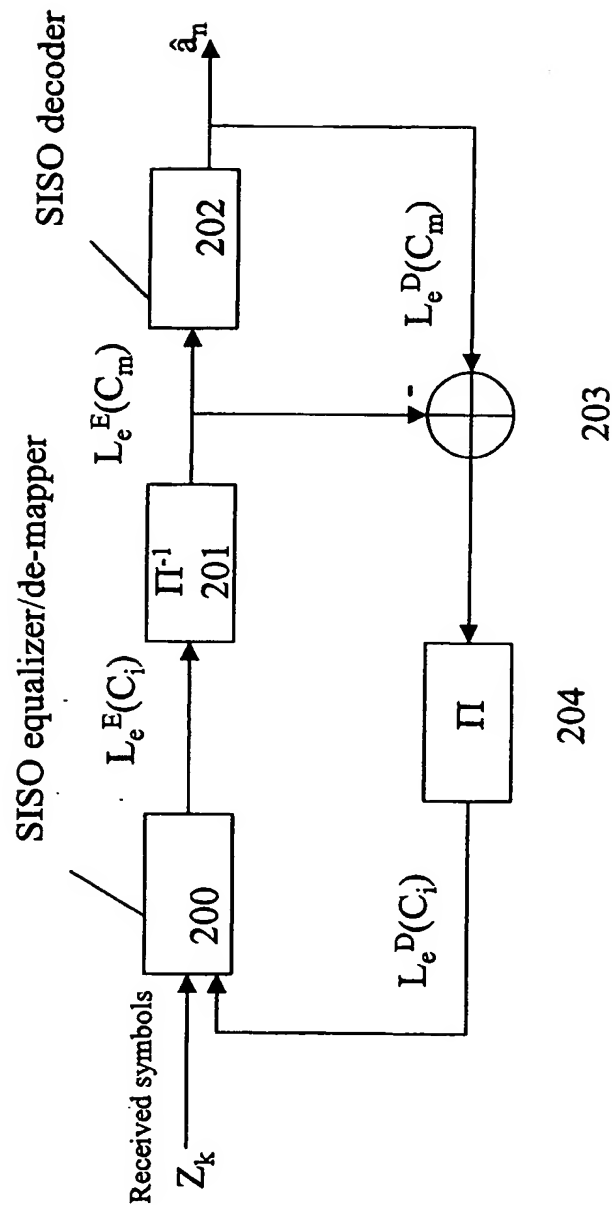 SISO equalizer/de-mapper
SISO decoder
Received symbols
Z_k
200
L_e^E(C_i)
Π^-1
201
L_e^E(C_m)
202
â_n
-
L_e^D(C_m)
203
Π
204
L_e^D(C_i)